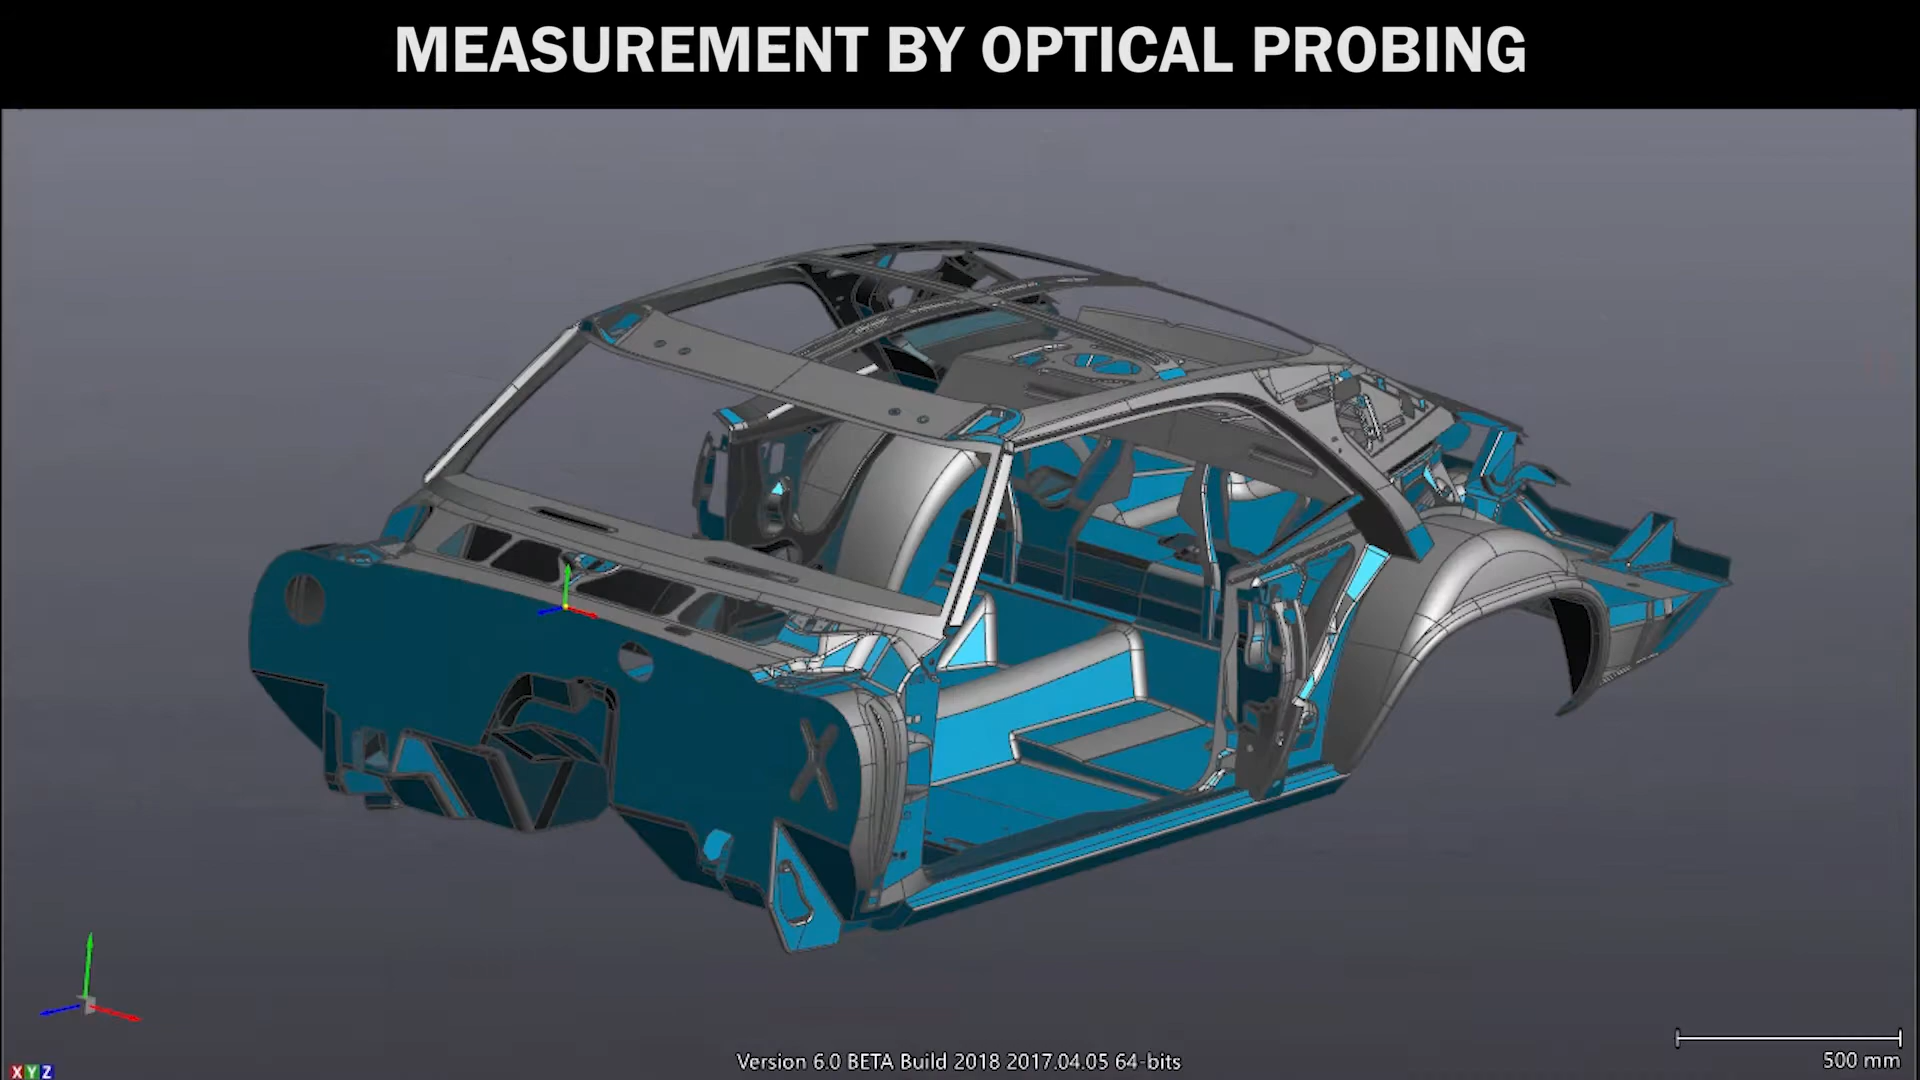 MEASUREMENT BY OPTICAL PROBING
Version 6.0 BETA Build 2018 2017.04.05 64-bits
500 mm
XYZ